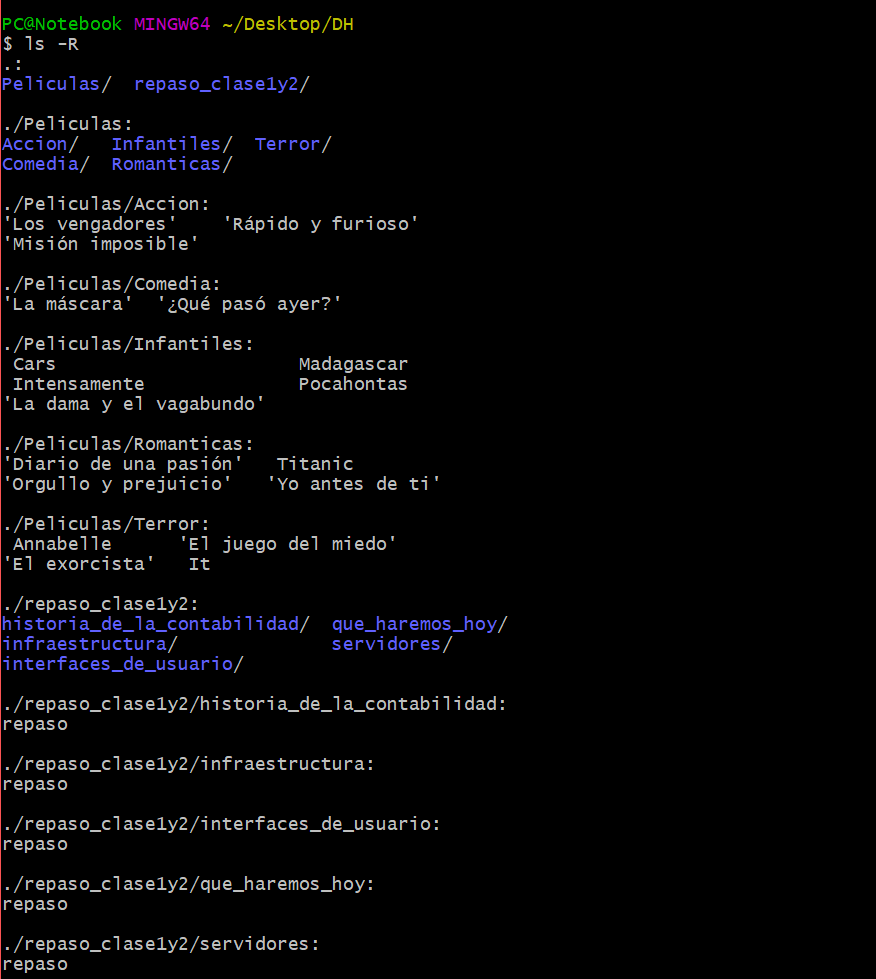 PC@Notebook MINGW64 ~/Desktop/DH
$ ls -R
.:
Peliculas/  repaso_clase1y2/

./Peliculas:
Accion/   Infantiles/  Terror/
Comedia/  Romanticas/

./Peliculas/Accion:
'Los vengadores'    'Rápido y furioso'
'Misión imposible'

./Peliculas/Comedia:
'La máscara'  '¿Qué pasó ayer?'

./Peliculas/Infantiles:
 Cars                      Madagascar
 Intensamente              Pocahontas
'La dama y el vagabundo'

./Peliculas/Romanticas:
'Diario de una pasión'   Titanic
'Orgullo y prejuicio'   'Yo antes de ti'

./Peliculas/Terror:
 Annabelle      'El juego del miedo'
'El exorcista'   It

./repaso_clase1y2:
historia_de_la_contabilidad/  que_haremos_hoy/
infraestructura/              servidores/
interfaces_de_usuario/

./repaso_clase1y2/historia_de_la_contabilidad:
repaso

./repaso_clase1y2/infraestructura:
repaso

./repaso_clase1y2/interfaces_de_usuario:
repaso

./repaso_clase1y2/que_haremos_hoy:
repaso

./repaso_clase1y2/servidores:
repaso